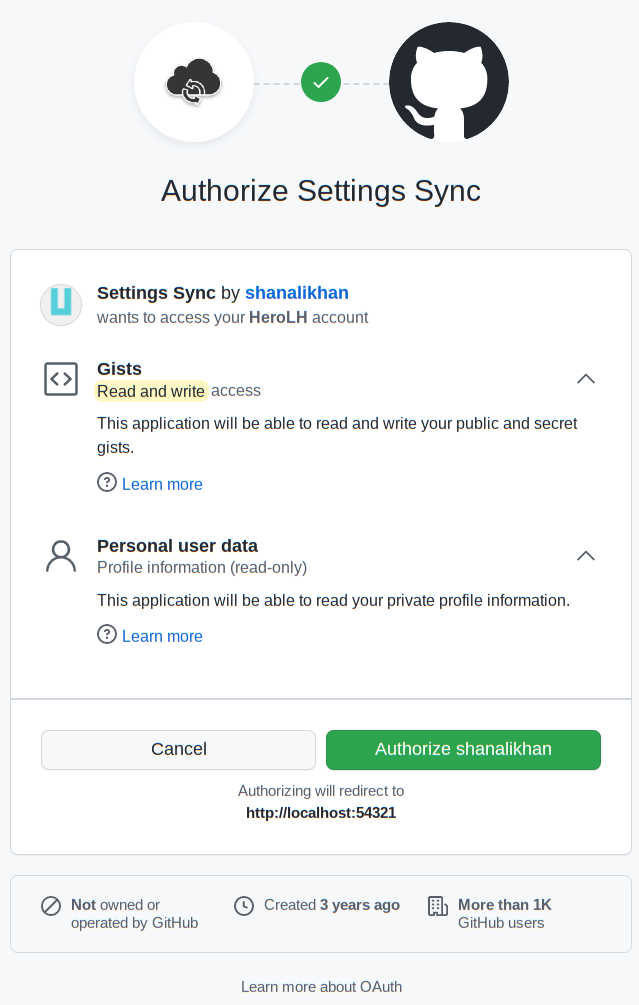 Authorize Settings Sync
Settings Sync by shanalikhan
wants to access your HeroLH account
Gists
Read and write access
This application will be able to read and write your public and secret
gists.
Learn more
Personal user data
Profile information (read-only)
This application will be able to read your private profile information.
Learn more
Cancel
Authorize shanalikhan
Authorizing will redirect to
http://localhost:54321
Not owned or
operated by GitHub
Created 3 years ago
More than 1K
GitHub users
Learn more about OAuth